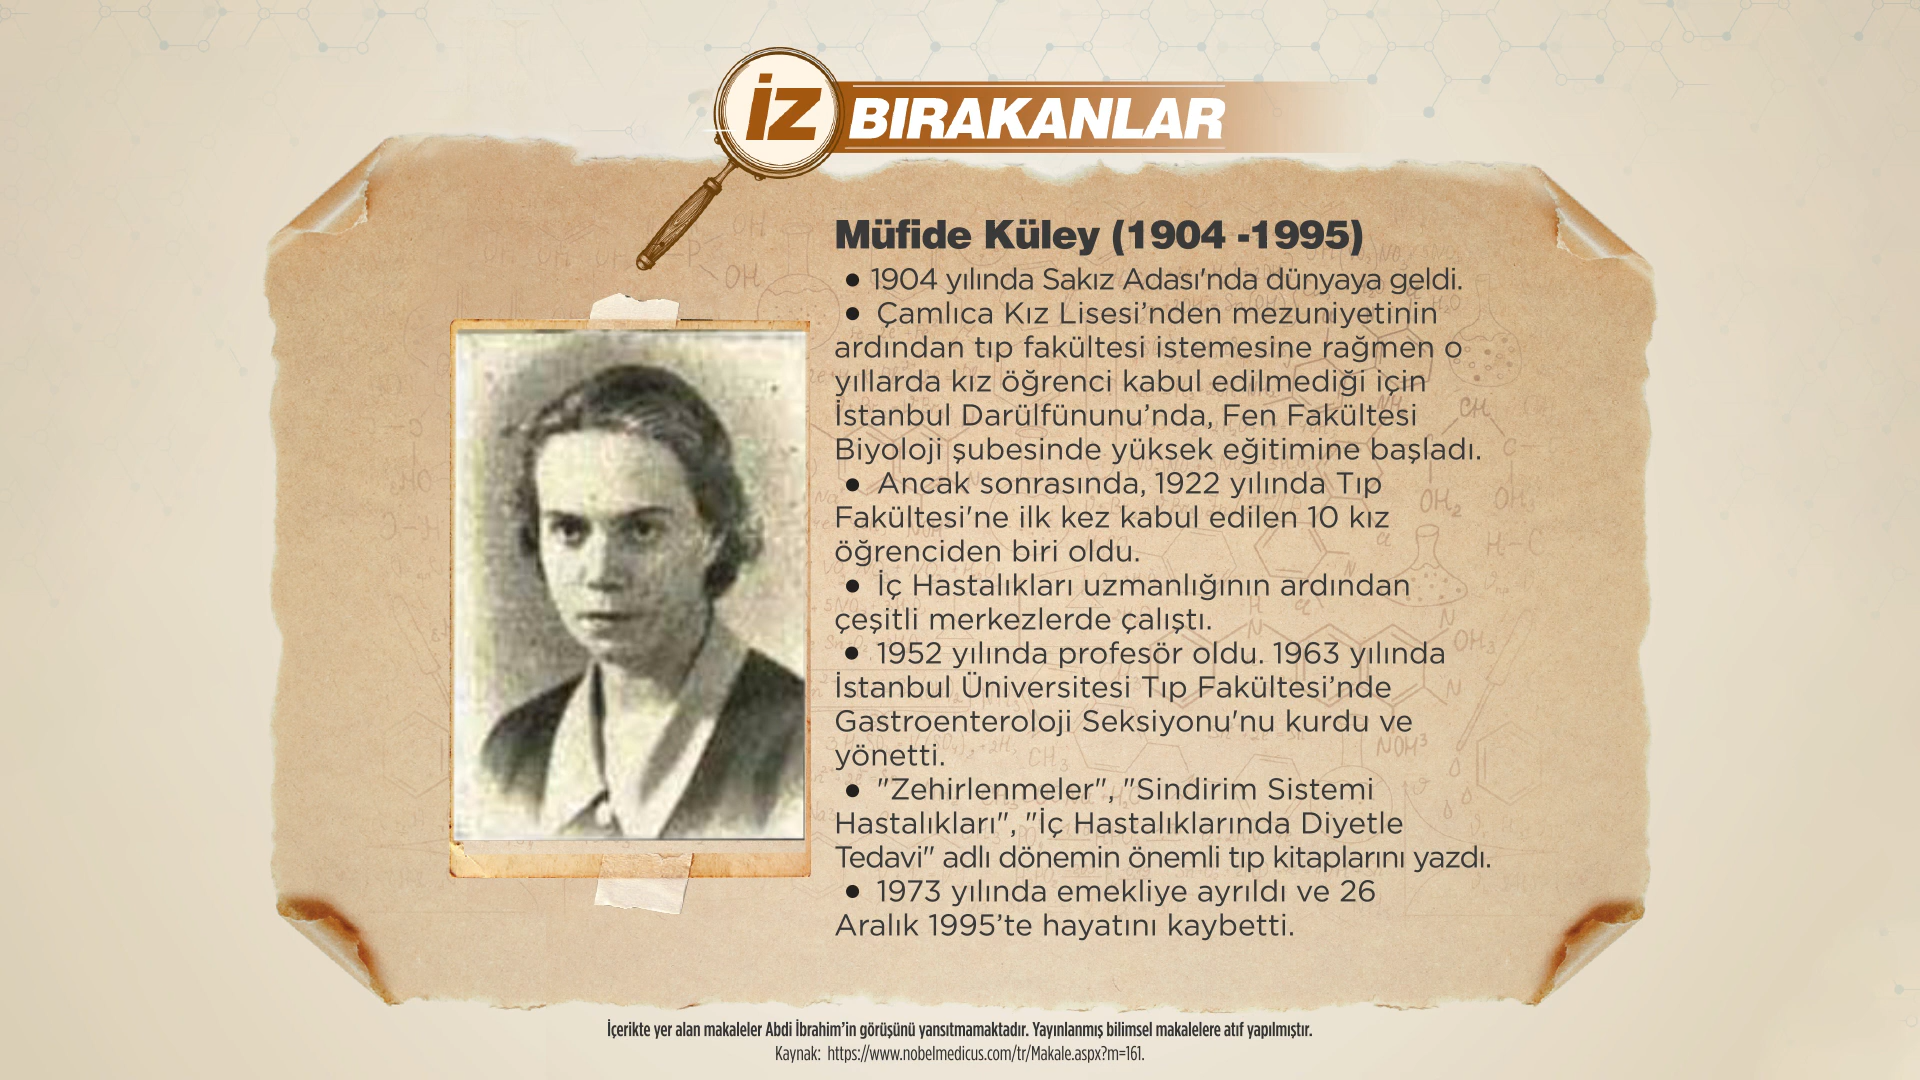 İZ BIRAKANLAR
Müfide Küley (1904 -1995)
● 1904 yılında Sakız Adası'nda dünyaya geldi.
● Çamlıca Kız Lisesi’nden mezuniyetinin
ardından tıp fakültesi istemesine rağmen o
yıllarda kız öğrenci kabul edilmediği için
İstanbul Darülfünunu’nda, Fen Fakültesi
Biyoloji şubesinde yüksek eğitimine başladı.
● Ancak sonrasında, 1922 yılında Tıp
Fakültesi'ne ilk kez kabul edilen 10 kız
öğrenciden biri oldu.
● İç Hastalıkları uzmanlığının ardından
çeşitli merkezlerde çalıştı.
● 1952 yılında profesör oldu. 1963 yılında
İstanbul Üniversitesi Tıp Fakültesi’nde
Gastroenteroloji Seksiyonu'nu kurdu ve
yönetti.
● "Zehirlenmeler", "Sindirim Sistemi
Hastalıkları", "İç Hastalıklarında Diyetle
Tedavi" adlı dönemin önemli tıp kitaplarını yazdı.
● 1973 yılında emekliye ayrıldı ve 26
Aralık 1995’te hayatını kaybetti.
İçerikte yer alan makaleler Abdi İbrahim’in görüşünü yansıtmamaktadır. Yayınlanmış bilimsel makalelere atıf yapılmıştır.
Kaynak: https://www.nobelmedicus.com/tr/Makale.aspx?m=161.